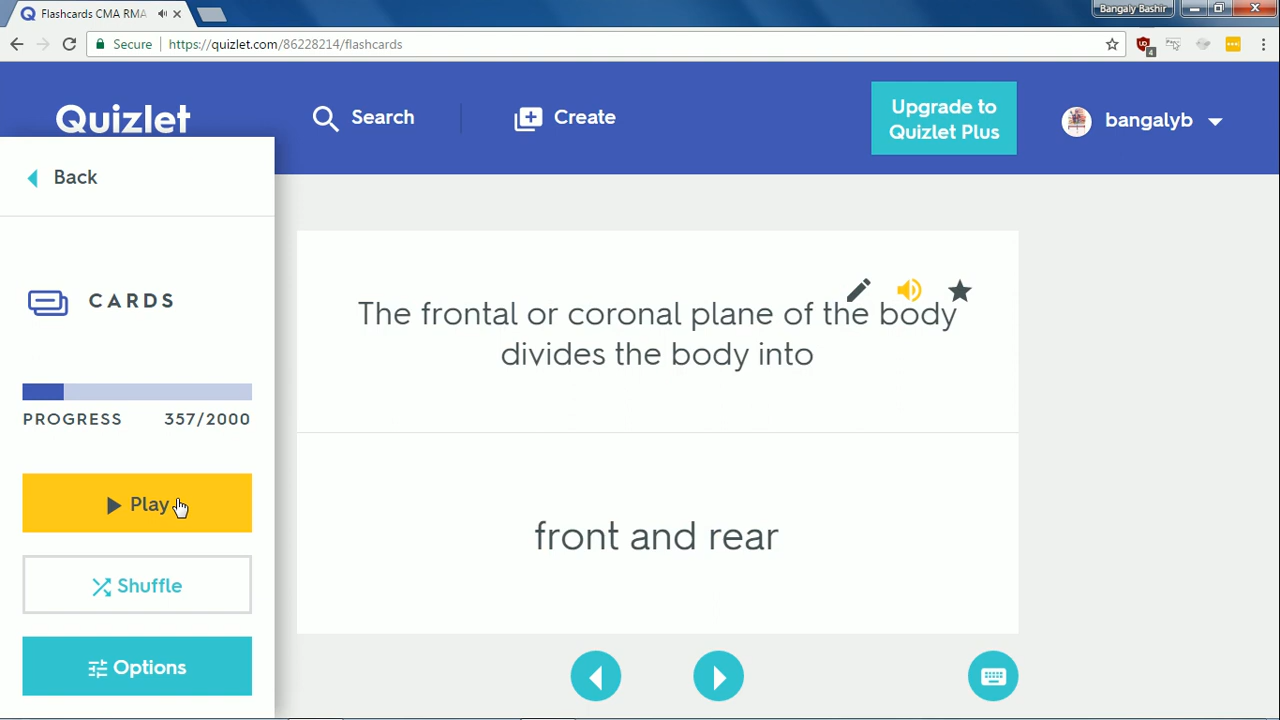 Flashcards CMA RMA
Bangaly Bashir
Secure https://quizlet.com/86228214/flashcards
4
Quizlet
Search
Create
Upgrade to
Quizlet Plus
bangalyb
Back
CARDS
PROGRESS 357/2000
Play
Shuffle
Options
The frontal or coronal plane of the body
divides the body into
front and rear